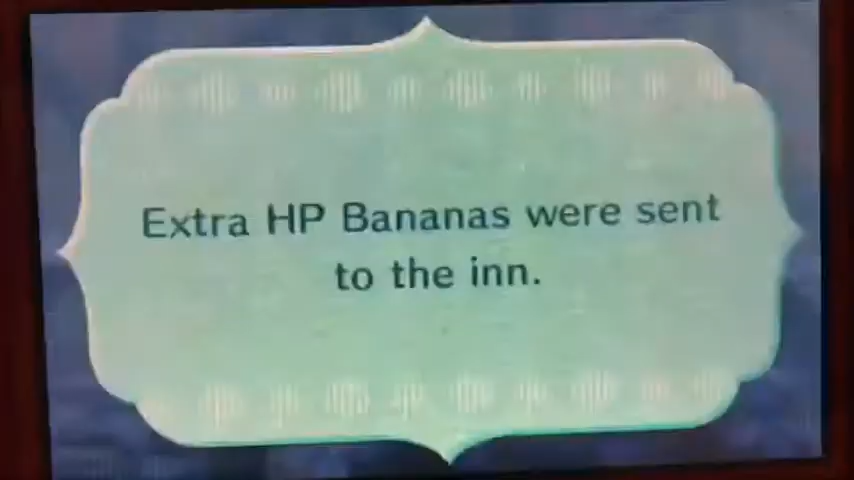 Extra HP Bananas were sent
to the inn.